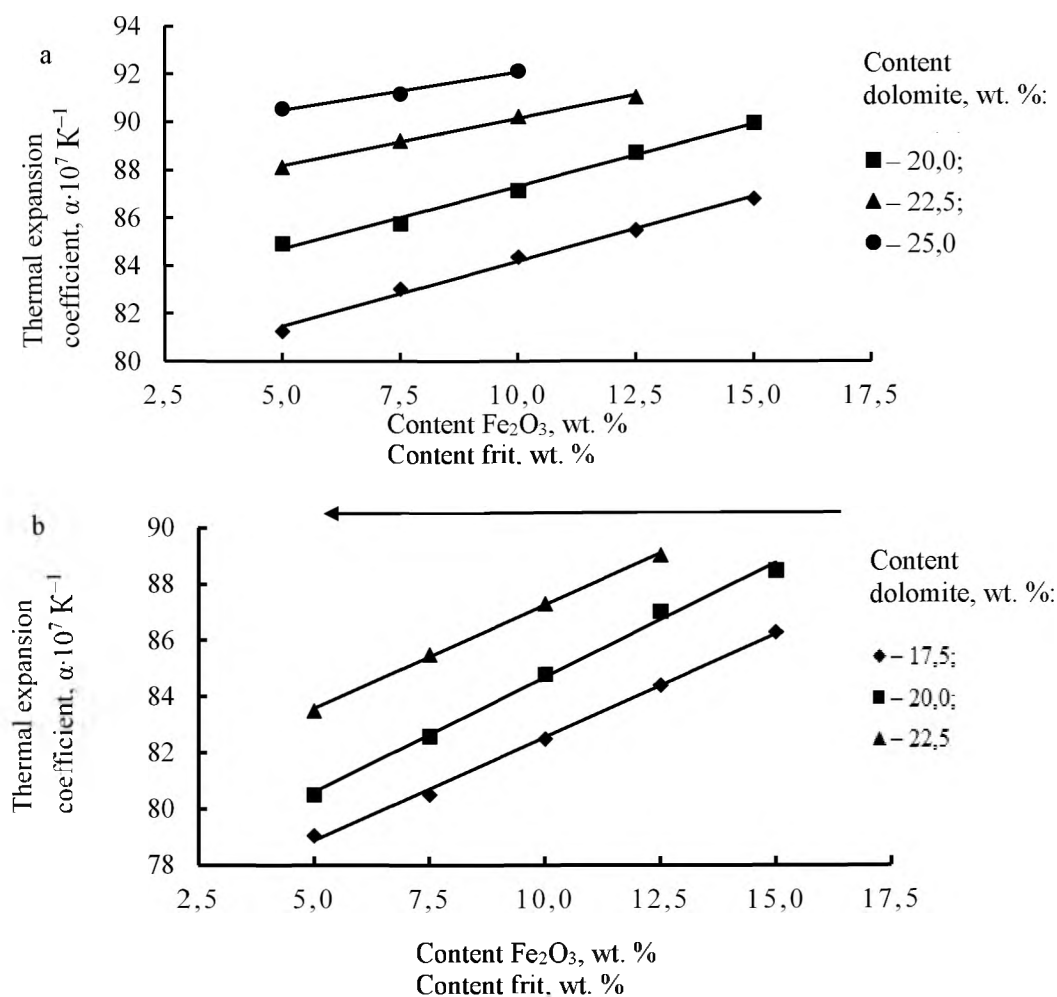 a
Thermal expansion
coefficient, α·10⁷ K⁻¹
94
92
90
88
86
84
82
80
2,5 5,0 7,5 10,0 12,5 15,0 17,5
Content Fe₂O₃, wt. %
Content frit, wt. %
Content
dolomite, wt. %:
– 20,0;
– 22,5;
– 25,0
b
Thermal expansion
coefficient, α·10⁷ K⁻¹
90
88
86
84
82
80
78
2,5 5,0 7,5 10,0 12,5 15,0 17,5
Content Fe₂O₃, wt. %
Content frit, wt. %
Content
dolomite, wt. %:
– 17,5;
– 20,0;
– 22,5